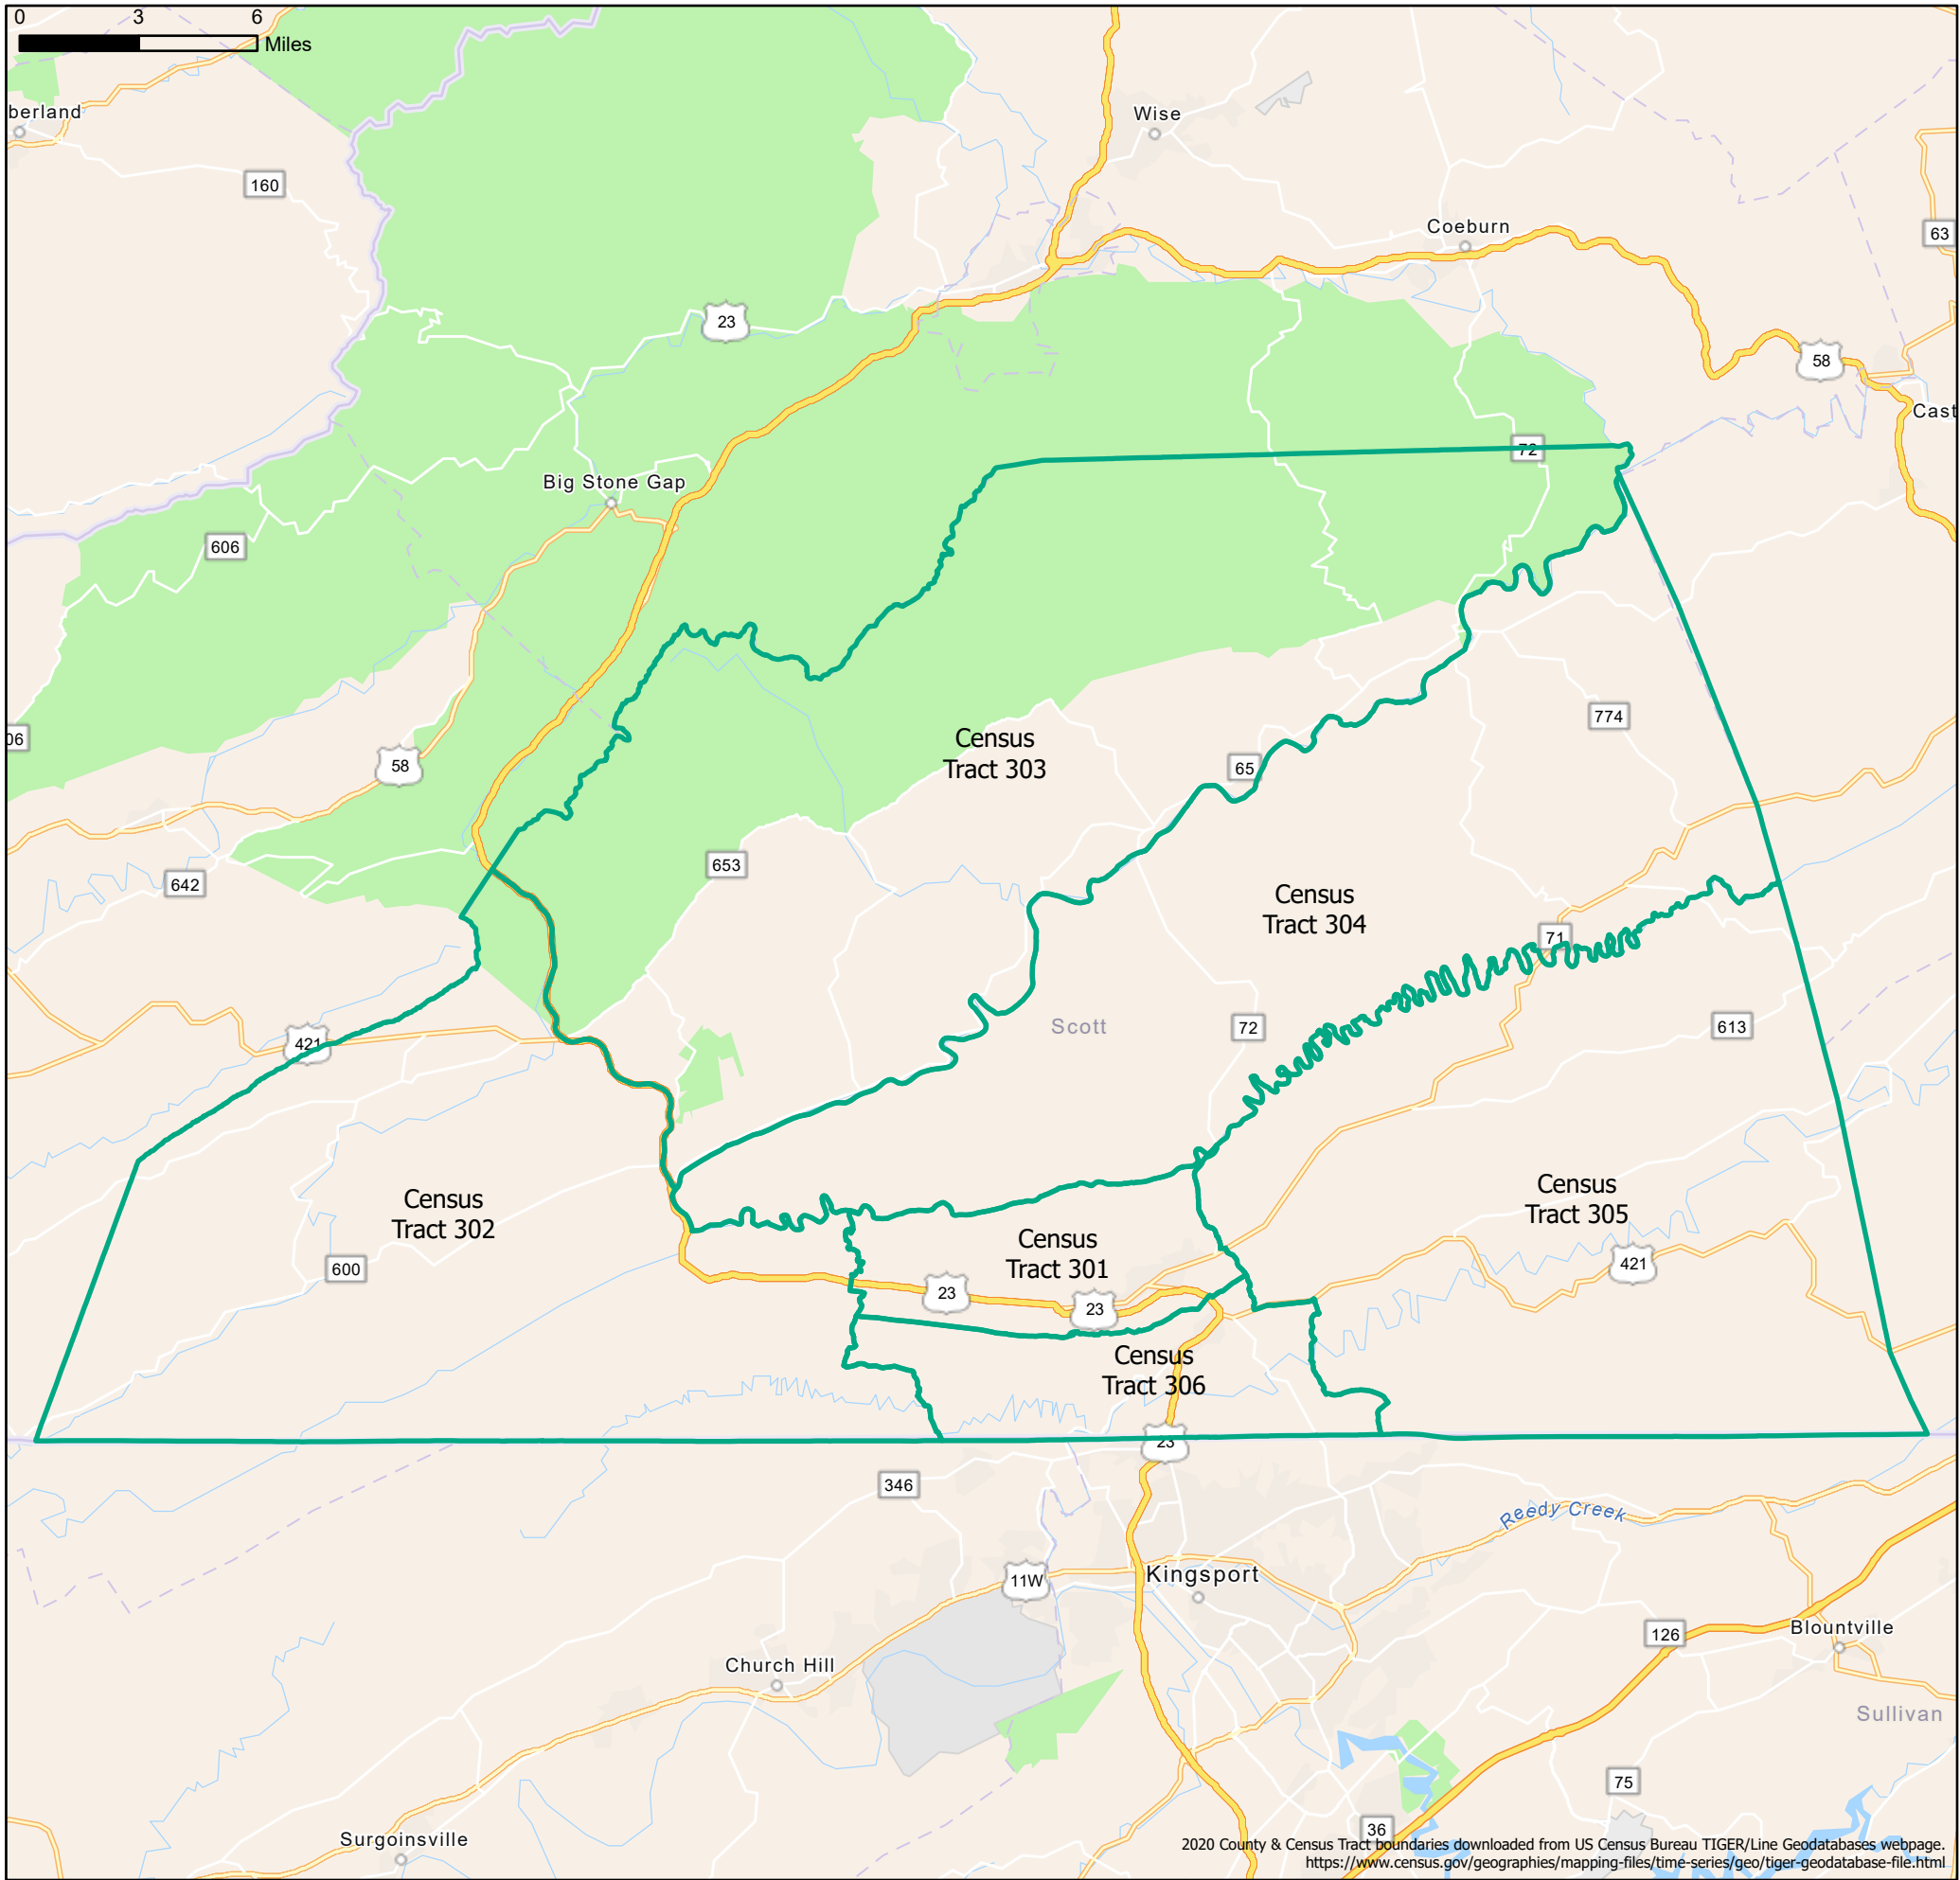 0 3 6
Miles
berland
Wise
160
Coeburn
63
23
58
Cast
72
Big Stone Gap
606
774
06
58
Census
Tract 303
65
653
642
Census
Tract 304
71
421
Scott
72
613
Census
Tract 302
Census
Tract 305
600
Census
Tract 301
421
23
23
Census
Tract 306
23
346
Reedy Creek
11W
Kingsport
126
Blountville
Church Hill
Sullivan
75
36
Surgoinsville
2020 County & Census Tract boundaries downloaded from US Census Bureau TIGER/Line Geodatabases webpage.
https://www.census.gov/geographies/mapping-files/time-series/geo/tiger-geodatabase-file.html